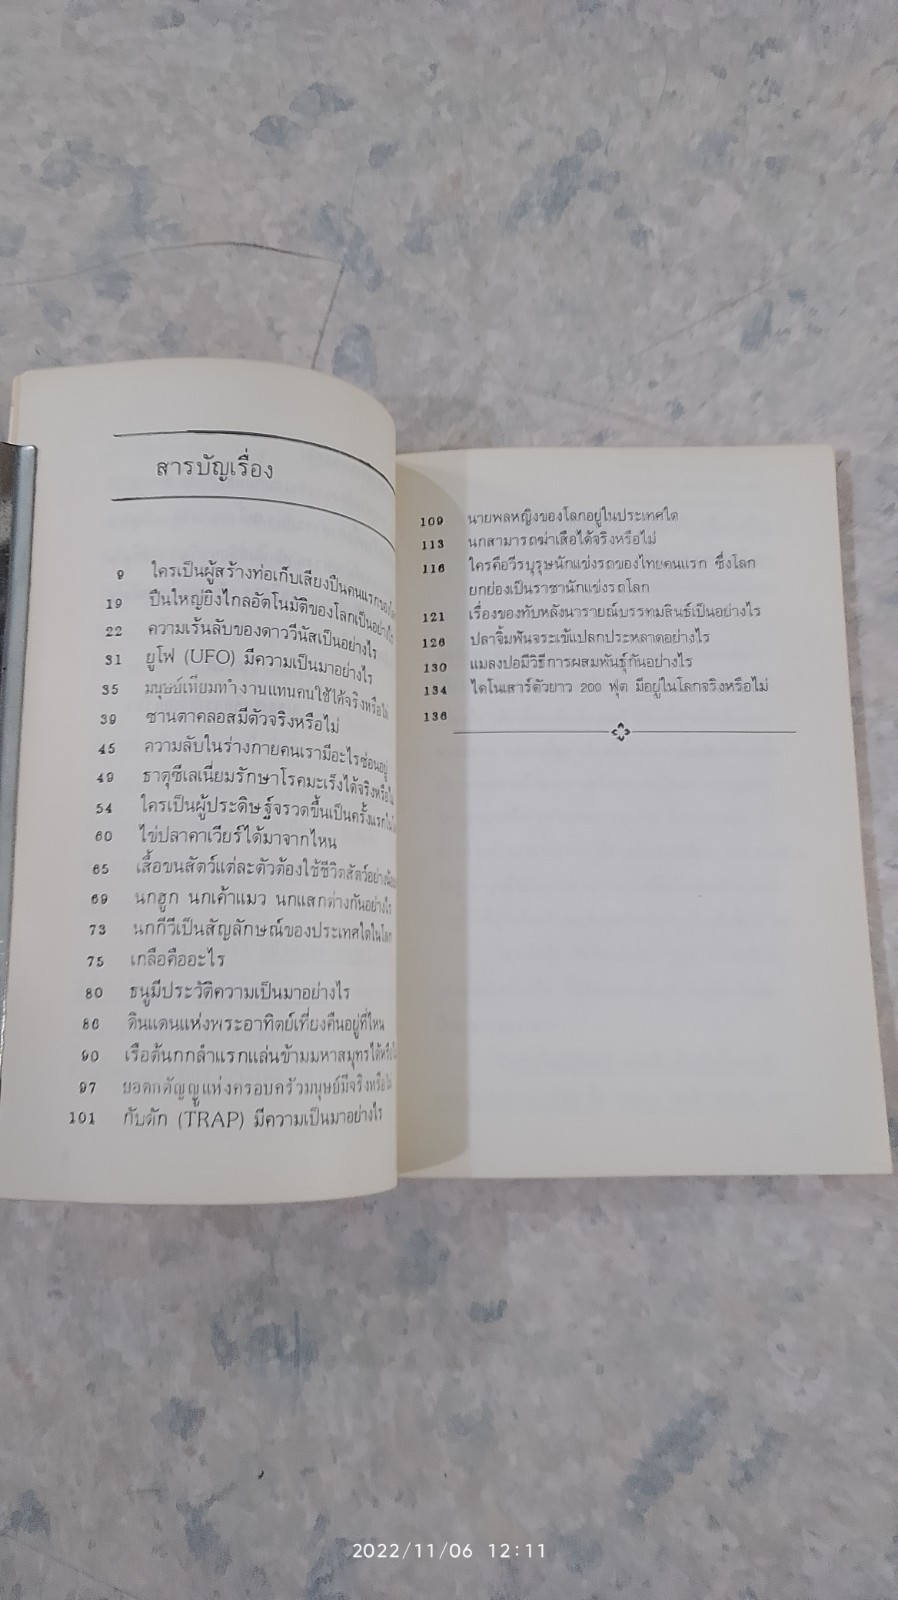 สารบัญเรื่อง
9 ใครเป็นผู้สร้างท่อเก็บเสียงปืนคนแรกของ
19 ปืนใหญ่ยิงไกลอัตโนมัติของโลกเป็นอย่างไร
22 ความเร้นลับของดาววีนัสเป็นอย่างไร
31 ยูโฟ (UFO) มีความเป็นมาอย่างไร
35 มนุษย์เทียมทำงานแทนคนใช้ได้จริงหรือไม่
39 ซานตาคลอสมีตัวจริงหรือไม่
45 ความลับในร่างกายคนเรามีอะไรซ่อนอยู่
49 ธาตุซีเลเนี่ยมรักษาโรคมะเร็งได้จริงหรือไม่
54 ใครเป็นผู้ประดิษฐ์จรวดขึ้นเป็นครั้งแรกใน
60 ไข่ปลาคาเวียร์ได้มาจากไหน
65 เสื้อขนสัตว์แต่ละตัวต้องใช้ชีวิตสัตว์อย่าง
69 นกฮูก นกเค้าแมว นกแสกต่างกันอย่างไร
73 นกกีวีเป็นสัญลักษณ์ของประเทศใดในโลก
75 เกลือคืออะไร
80 ธนูมีประวัติความเป็นมาอย่างไร
86 ดินแดนแห่งพระอาทิตย์เที่ยงคืนอยู่ที่ไหน
90 เรือต้นกกลำแรกแล่นข้ามมหาสมุทรได้หรือไม่
97 ยอดกตัญญูแห่งครอบครัวมนุษย์มีจริงหรือไม่
101 กับดัก (TRAP) มีความเป็นมาอย่างไร
109 นายพลหญิงของโลกอยู่ในประเทศใด
113 นกสามารถฆ่าเสือได้จริงหรือไม่
116 ใครคือวีรบุรุษนักแข่งรถของไทยคนแรก ซึ่งโลก
ยกย่องเป็นราชานักแข่งรถโลก
121 เรื่องของทับหลังนารายณ์บรรทมสินธุ์เป็นอย่างไร
126 ปลาจิ้มฟันจระเข้แปลกประหลาดอย่างไร
130 แมลงปอมีวิธีการผสมพันธุ์กันอย่างไร
134 ไดโนเสาร์ตัวยาว 200 ฟุต มีอยู่ในโลกจริงหรือไม่
136
2022/11/06 12:11